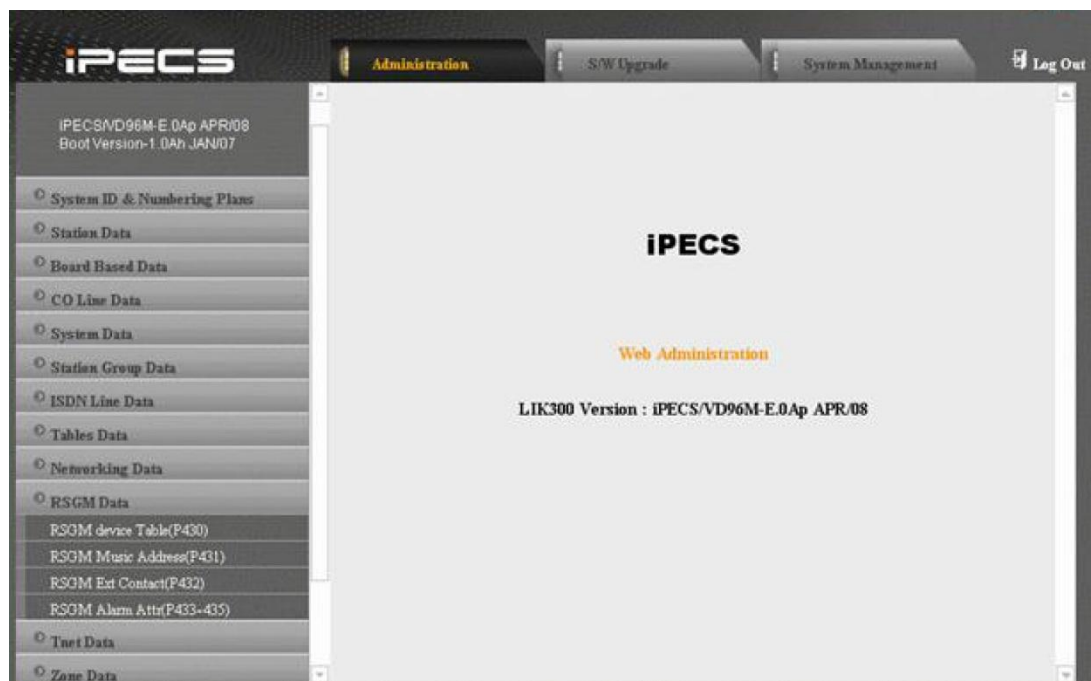 iPECS
Administration
S/W Upgrade
System Management
Log Out
iPECS/VD96M-E.0Ap APR/08
Boot Version-1.0Ah JAN/07
System ID & Numbering Plans
Station Data
Board Based Data
CO Line Data
System Data
Station Group Data
ISDN Line Data
Tables Data
Networking Data
RSGM Data
RSGM device Table(P430)
RSGM Music Address(P431)
RSGM Ext Contact(P432)
RSGM Alarm Attr(P433~435)
Tnet Data
Zone Data
iPECS
Web Administration
LIK300 Version : iPECS/VD96M-E.0Ap APR/08